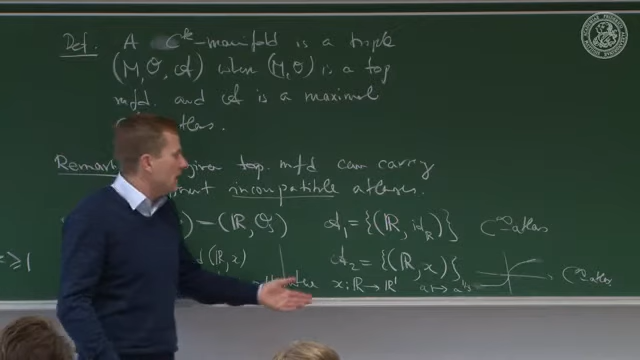 Def. A C^k-manifold is a triple
(M, O, A) where (M, O) is a top
mfd. and A is a maximal
atlas.
Remark given top. mfd can carry
incompatible atlases.
) = (ℝ, O_s) A_1 = {(ℝ, id_ℝ)} C^∞ atlas
≥ 1 (ℝ, x) A_2 = {(ℝ, x)}, C^∞ atlas
x: ℝ → ℝ a ↦ a^{1/3}